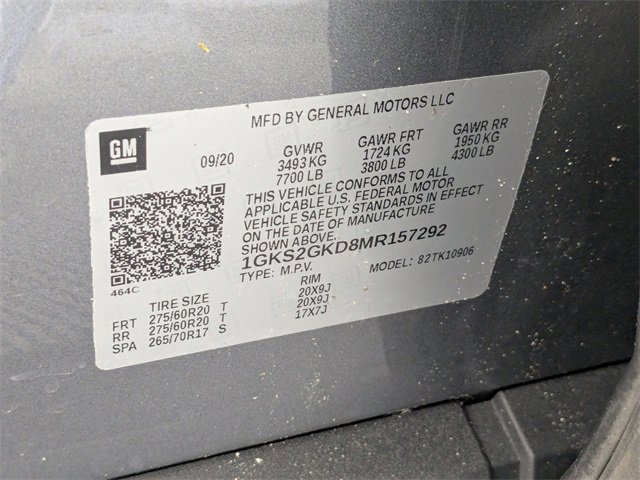 MFD BY GENERAL MOTORS LLC
GM
09/20
GVWR GAWR FRT GAWR RR
3493 KG 1724 KG 1950 KG
7700 LB 3800 LB 4300 LB
THIS VEHICLE CONFORMS TO ALL
APPLICABLE U.S. FEDERAL MOTOR
VEHICLE SAFETY STANDARDS IN EFFECT
ON THE DATE OF MANUFACTURE
SHOWN ABOVE.
1GKS2GKD8MR157292
TYPE: M.P.V. MODEL: 82TK10906
464C
TIRE SIZE RIM
FRT 275/60R20 T 20X9J
RR 275/60R20 T 20X9J
SPA 265/70R17 S 17X7J